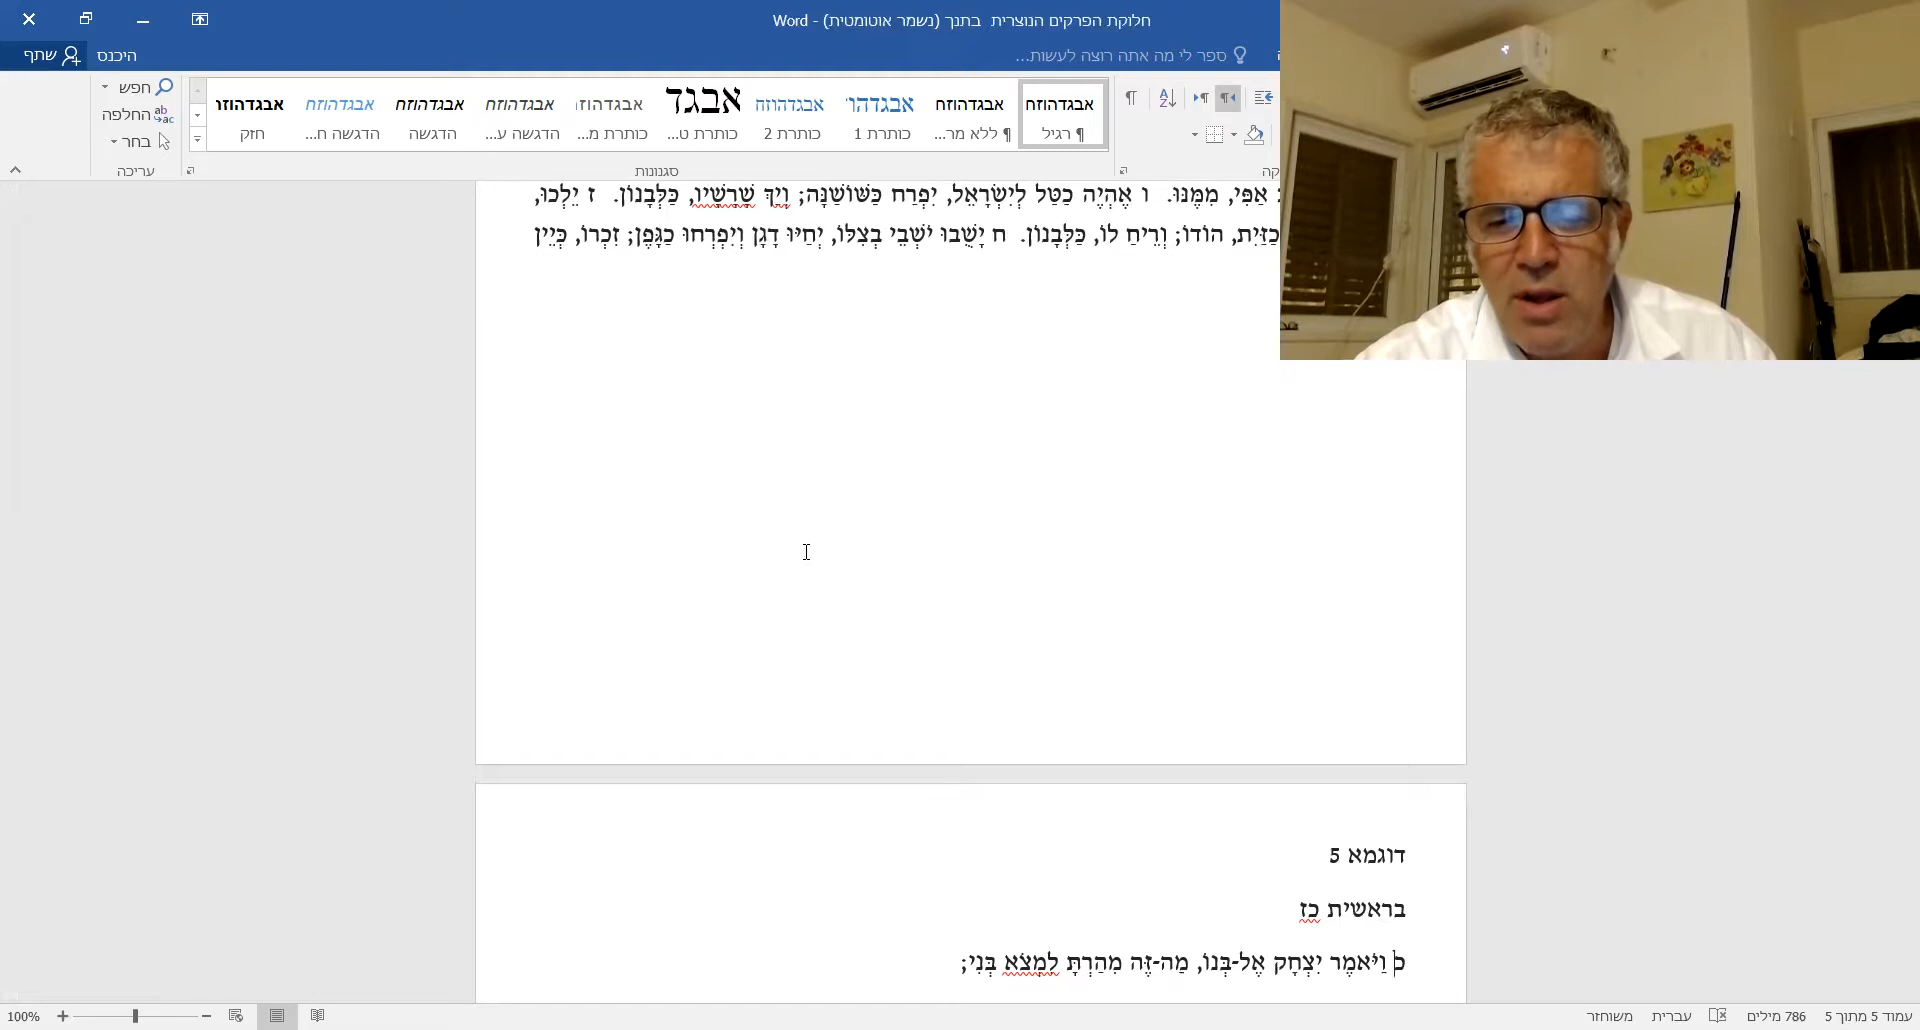 חלוקת הפרקים הנוצרית בתנך (נשמר אוטומטית) - Word
ספר לי מה אתה רוצה לעשות...
היכנס
שתף
אבגדהוזח
¶ רגיל
אבגדהוזח
¶ ללא מר...
אבגדהו
כותרת 1
אבגדהוזח
כותרת 2
אבגד
כותרת ט...
אבגדהוז
כותרת מ...
אבגדהוזח
הדגשה ע...
אבגדהוזח
הדגשה
אבגדהוזח
הדגשה ח...
אבגדהוזח
חזק
חפש
החלפה
בחר
סגנונות
עריכה
אַפִּי, מִמֶּנּוּ. ו אֶהְיֶה כַטַּל לְיִשְׂרָאֵל, יִפְרַח כַּשּׁוֹשַׁנָּה; וְיַךְ שָׁרָשָׁיו, כַּלְּבָנוֹן. ז יֵלְכוּ,
כַזַּיִת, הוֹדוֹ; וְרֵיחַ לוֹ, כַּלְּבָנוֹן. ח יָשֻׁבוּ יֹשְׁבֵי בְצִלּוֹ, יְחַיּוּ דָגָן וְיִפְרְחוּ כַגָּפֶן; זִכְרוֹ, כְּיֵין
דוגמא 5
בראשית כז
כ וַיֹּאמֶר יִצְחָק אֶל-בְּנוֹ, מַה-זֶּה מִהַרְתָּ לִמְצֹא בְּנִי;
עמוד 5 מתוך 5
786 מילים
עברית
משוחזר
100%